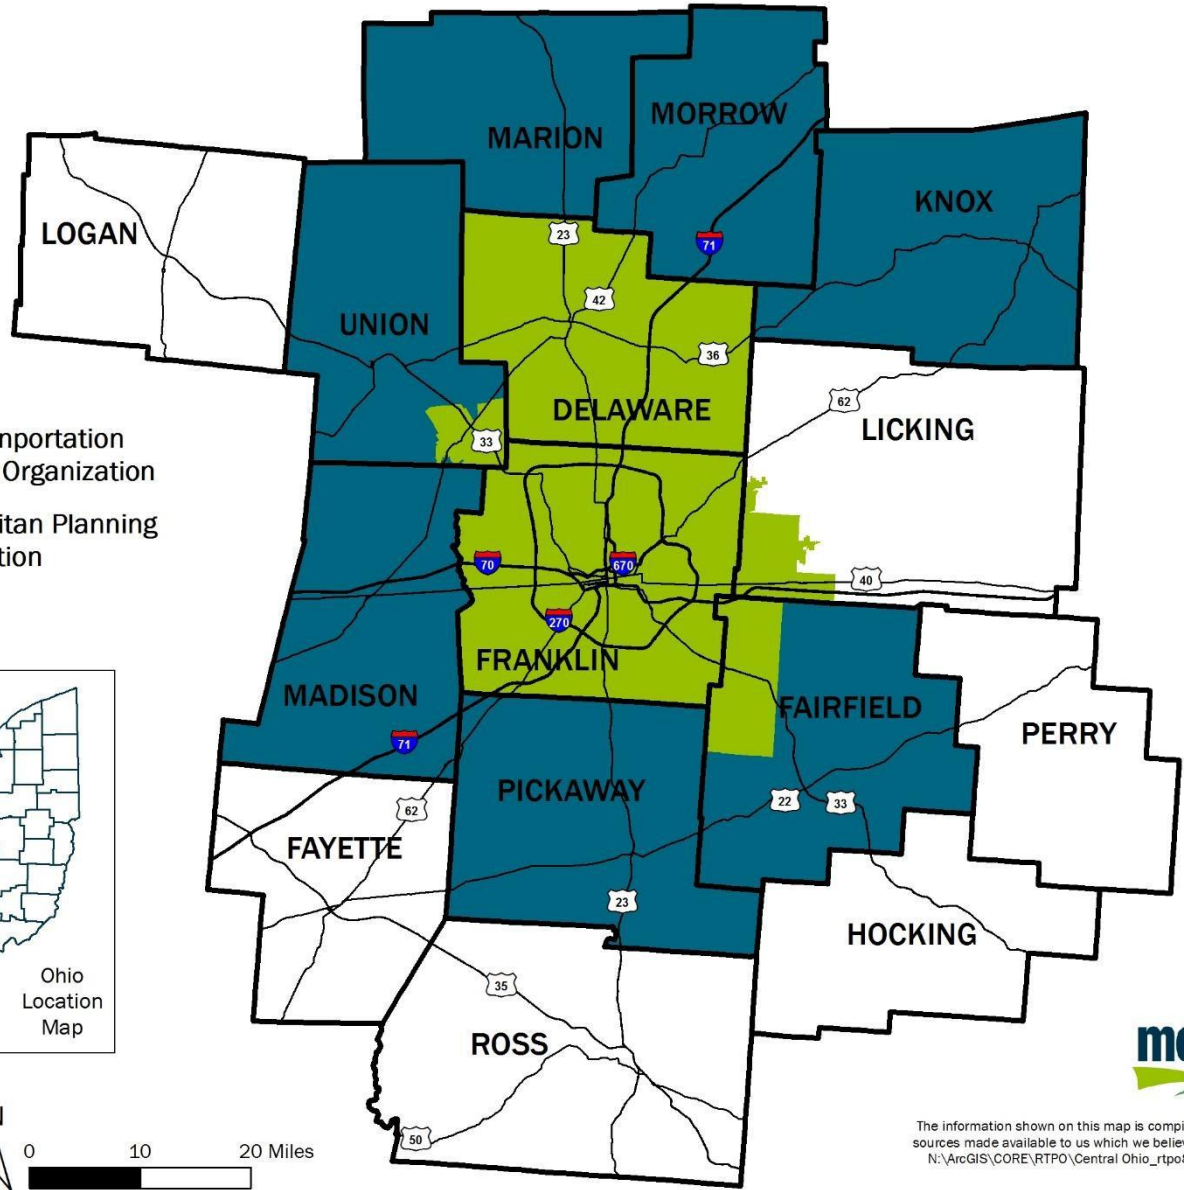 MARION
MORROW
KNOX
LOGAN
23
71
42
UNION
36
62
DELAWARE
LICKING
33
nportation
Organization
itan Planning
tion
70
670
40
270
FRANKLIN
MADISON
FAIRFIELD
PERRY
71
PICKAWAY
22
33
62
FAYETTE
23
HOCKING
Ohio
Location
Map
35
ROSS
50
0 10 20 Miles
The information shown on this map is compi
sources made available to us which we believ
N:\ArcGIS\CORE\RTPO\Central Ohio_rtpo